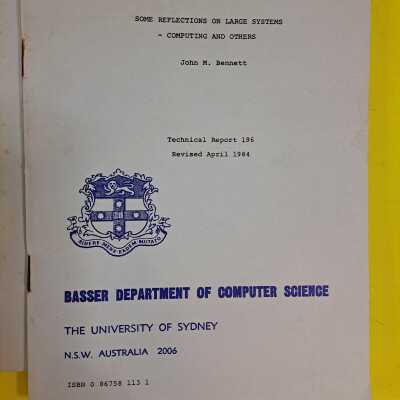 SOME REFLECTIONS ON LARGE SYSTEMS
- COMPUTING AND OTHERS
John M. Bennett
Technical Report 196
Revised April 1984
SIDERE MENS EADEM MUTATO
BASSER DEPARTMENT OF COMPUTER SCIENCE
THE UNIVERSITY OF SYDNEY
N.S.W. AUSTRALIA 2006
ISBN 0 86758 113 1